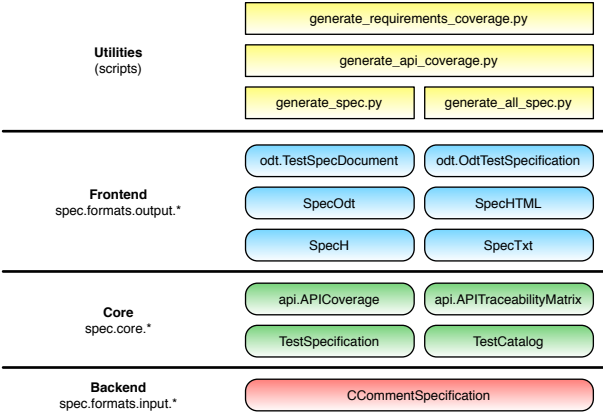 Utilities
(scripts)
generate_requirements_coverage.py
generate_api_coverage.py
generate_spec.py
generate_all_spec.py
Frontend
spec.formats.output.*
odt.TestSpecDocument
odt.OdtTestSpecification
SpecOdt
SpecHTML
SpecH
SpecTxt
Core
spec.core.*
api.APICoverage
api.APITraceabilityMatrix
TestSpecification
TestCatalog
Backend
spec.formats.input.*
CCommentSpecification